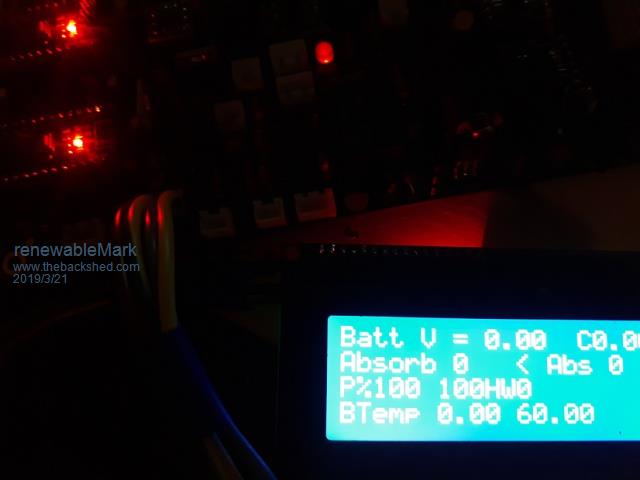 renewableMark
www.thebackshed.com
2019/3/21
Batt V = 0.00 C0.0
Absorb 0 < Abs 0
P%100 100HW0
BTemp 0.00 60.00